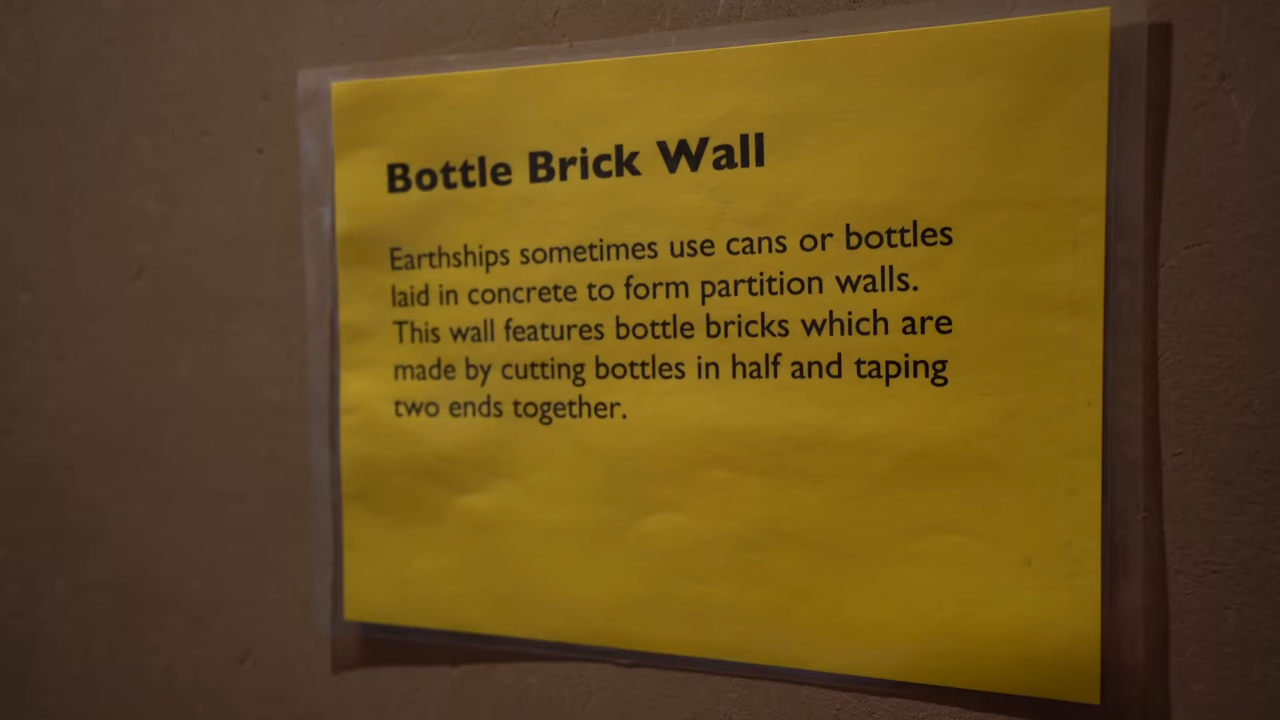 Bottle Brick Wall
Earthships sometimes use cans or bottles
laid in concrete to form partition walls.
This wall features bottle bricks which are
made by cutting bottles in half and taping
two ends together.